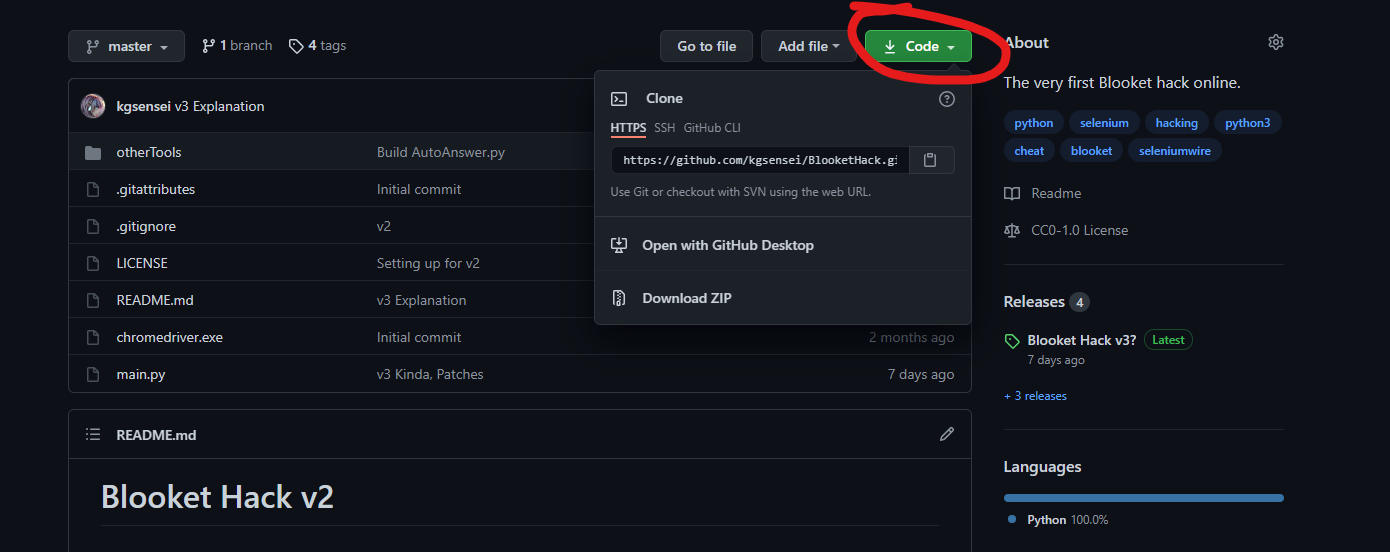 master
1 branch
4 tags
Go to file
Add file
Code
kgsensei v3 Explanation
otherTools Build AutoAnswer.py
.gitattributes Initial commit
.gitignore v2
LICENSE Setting up for v2
README.md v3 Explanation
chromedriver.exe Initial commit 2 months ago
main.py v3 Kinda, Patches 7 days ago
Clone
HTTPS SSH GitHub CLI
https://github.com/kgsensei/BlooketHack.gi
Use Git or checkout with SVN using the web URL.
Open with GitHub Desktop
Download ZIP
README.md
Blooket Hack v2
About
The very first Blooket hack online.
python selenium hacking python3
cheat blooket seleniumwire
Readme
CC0-1.0 License
Releases 4
Blooket Hack v3? Latest
7 days ago
+ 3 releases
Languages
Python 100.0%